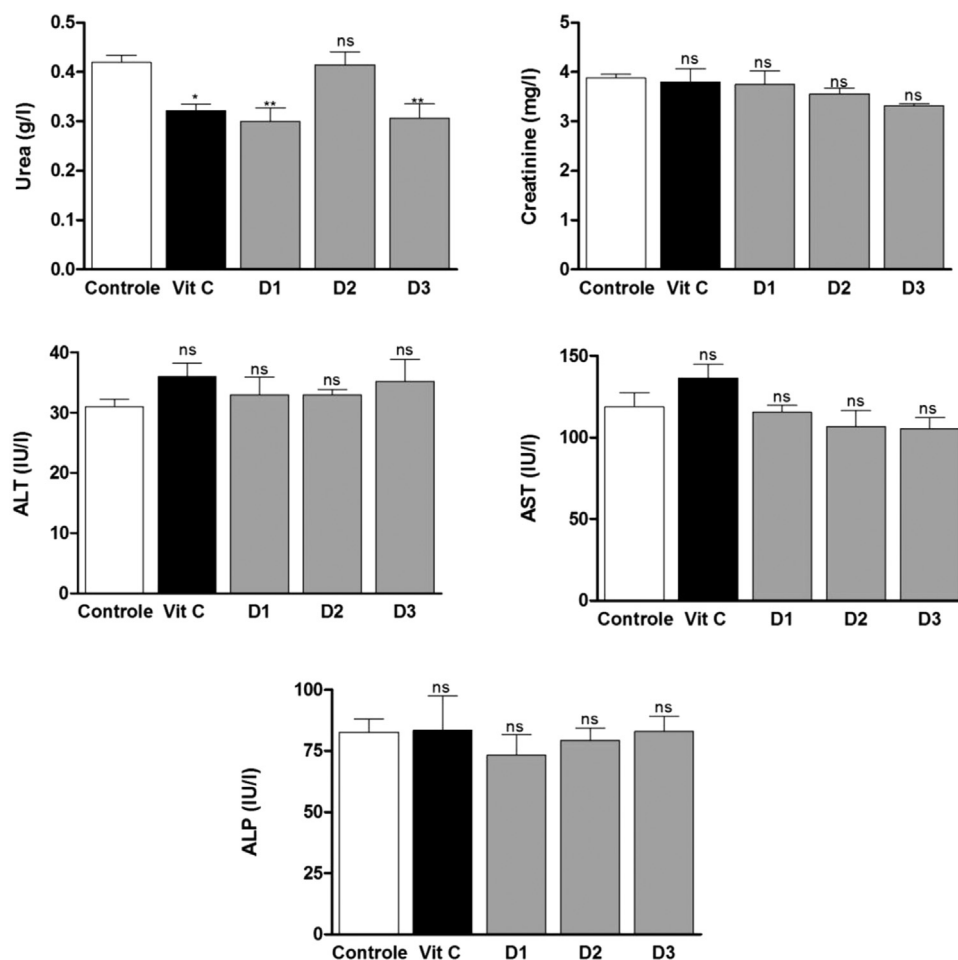 Urea (g/l)
0.5
0.4
0.3
0.2
0.1
0.0
*
**
ns
**
Controle Vit C D1 D2 D3
Creatinine (mg/l)
5
4
3
2
1
0
ns
ns
ns
ns
Controle Vit C D1 D2 D3
ALT (IU/l)
40
30
20
10
0
ns
ns
ns
ns
Controle Vit C D1 D2 D3
AST (IU/l)
150
100
50
0
ns
ns
ns
ns
Controle Vit C D1 D2 D3
ALP (IU/l)
100
75
50
25
0
ns
ns
ns
ns
Controle Vit C D1 D2 D3